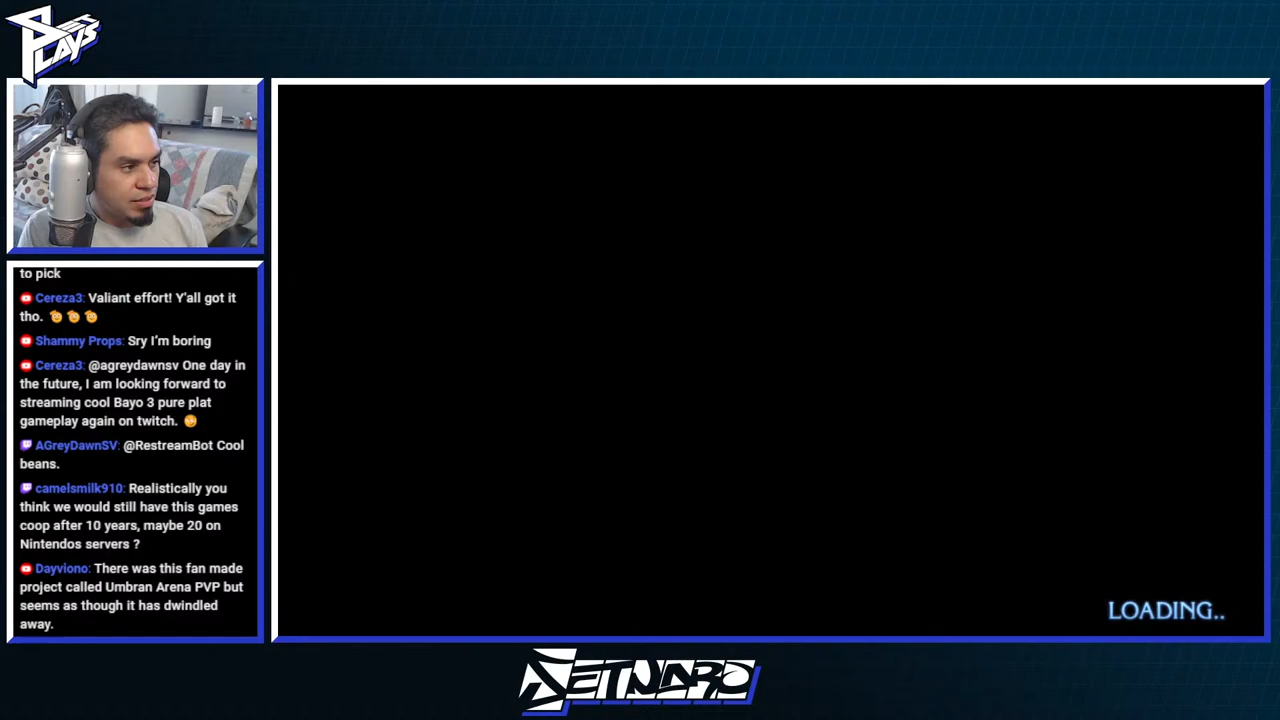 SET
PLAYS
to pick
Cereza3: Valiant effort! Y'all got it
tho.
Shammy Props: Sry I'm boring
Cereza3: @agreydawnsv One day in
the future, I am looking forward to
streaming cool Bayo 3 pure plat
gameplay again on twitch.
AGreyDawnSV: @RestreamBot Cool
beans.
camelsmilk910: Realistically you
think we would still have this games
coop after 10 years, maybe 20 on
Nintendos servers ?
Dayviono: There was this fan made
project called Umbran Arena PVP but
seems as though it has dwindled
away.
LOADING..
SETNARO